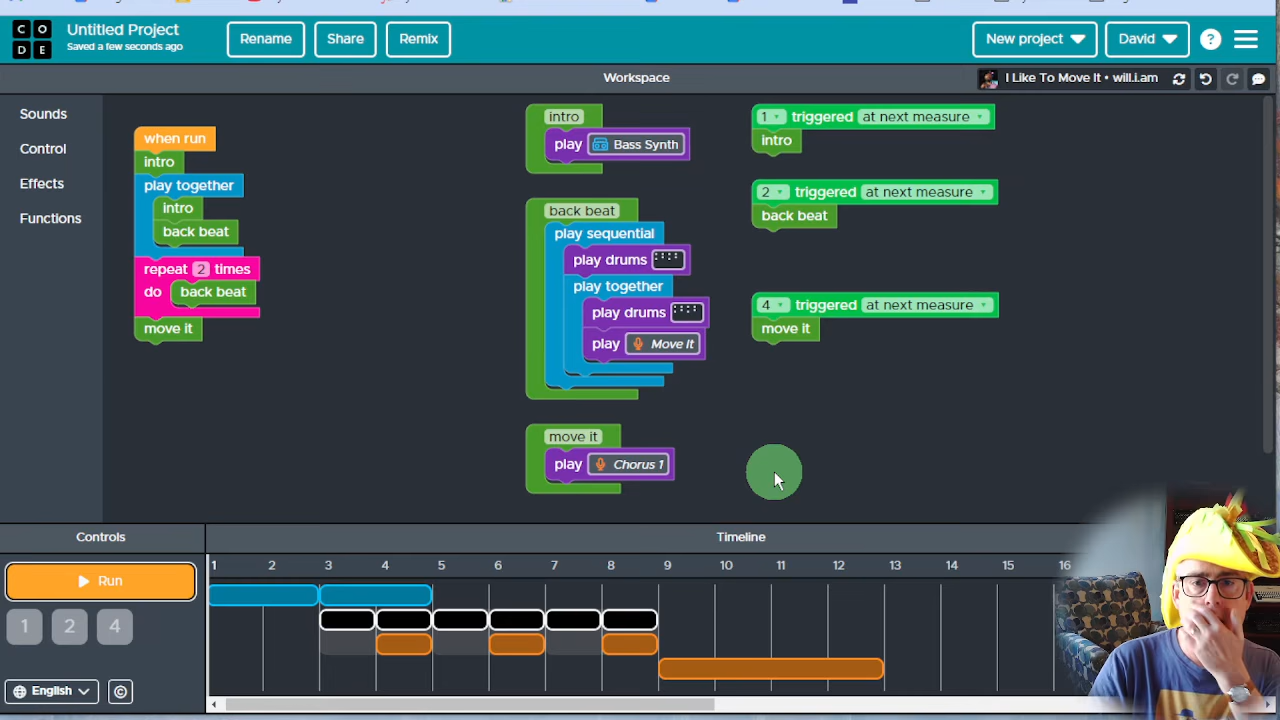 CO
DE
Untitled Project
Saved a few seconds ago
Rename
Share
Remix
New project
David
?
Workspace
I Like To Move It • will.i.am
Sounds
Control
Effects
Functions
when run
intro
play together
intro
back beat
repeat 2 times
do back beat
move it
intro
play Bass Synth
back beat
play sequential
play drums
play together
play drums
play Move It
move it
play Chorus 1
1 triggered at next measure
intro
2 triggered at next measure
back beat
4 triggered at next measure
move it
Controls
Timeline
Run
1 2 4
English
©
1 2 3 4 5 6 7 8 9 10 11 12 13 14 15 16